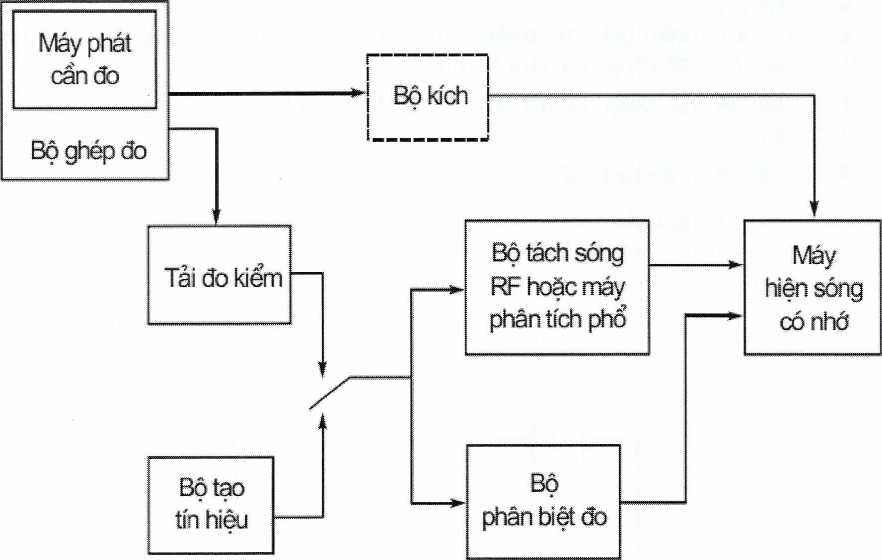 Máy phát
cần đo
Bộ ghép đo
Bộ kích
Tải đo kiểm
Bộ tách sóng
RF hoặc máy
phân tích phổ
Máy
hiện sóng
có nhớ
Bộ tạo
tín hiệu
Bộ
phân biệt đo